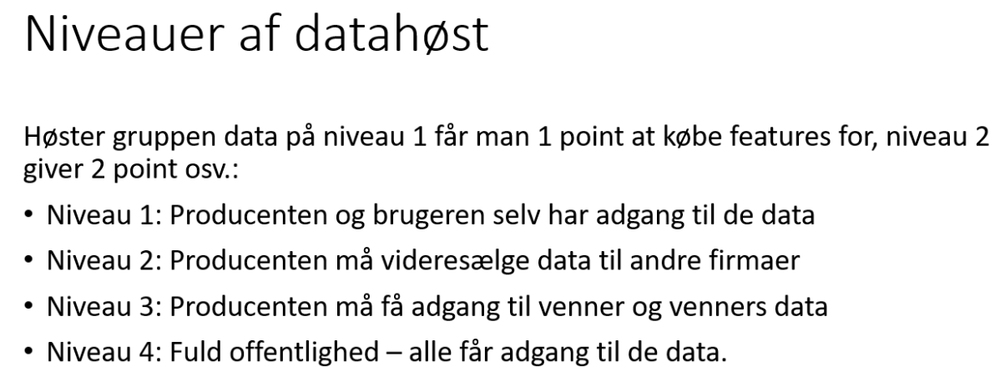 Niveauer af datahøst
Høster gruppen data på niveau 1 får man 1 point at købe features for, niveau 2
giver 2 point osv.:
• Niveau 1: Producenten og brugeren selv har adgang til de data
• Niveau 2: Producenten må videresælge data til andre firmaer
• Niveau 3: Producenten må få adgang til venner og venners data
• Niveau 4: Fuld offentlighed – alle får adgang til de data.